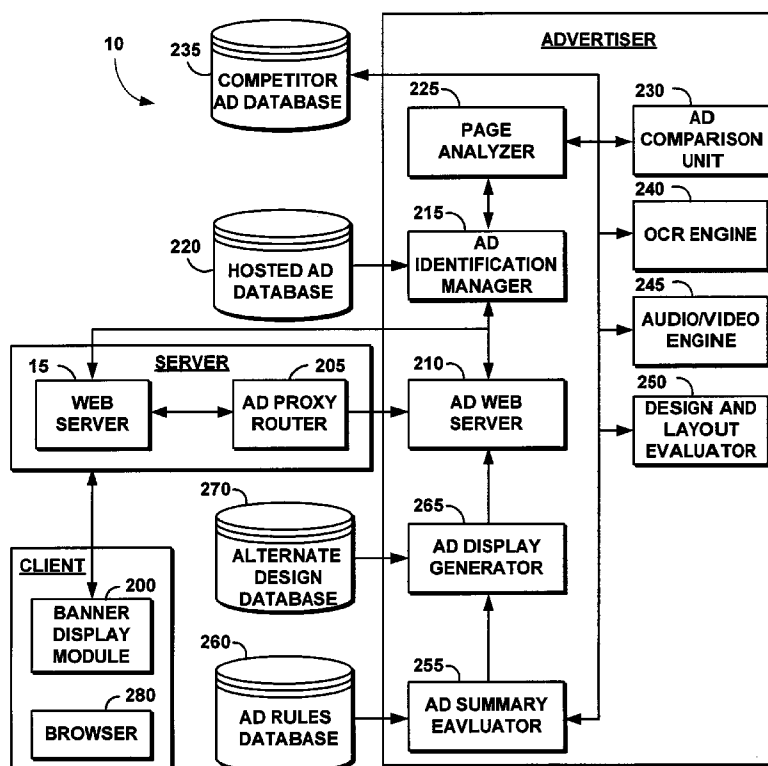 10
235
COMPETITOR
AD DATABASE
ADVERTISER
225
PAGE
ANALYZER
230
AD
COMPARISON
UNIT
240
OCR ENGINE
220
HOSTED AD
DATABASE
215
AD
IDENTIFICATION
MANAGER
245
AUDIO/VIDEO
ENGINE
SERVER
15
WEB
SERVER
205
AD PROXY
ROUTER
210
AD WEB
SERVER
250
DESIGN AND
LAYOUT
EVALUATOR
270
ALTERNATE
DESIGN
DATABASE
265
AD DISPLAY
GENERATOR
CLIENT
200
BANNER
DISPLAY
MODULE
280
BROWSER
260
AD RULES
DATABASE
255
AD SUMMARY
EAVLUATOR